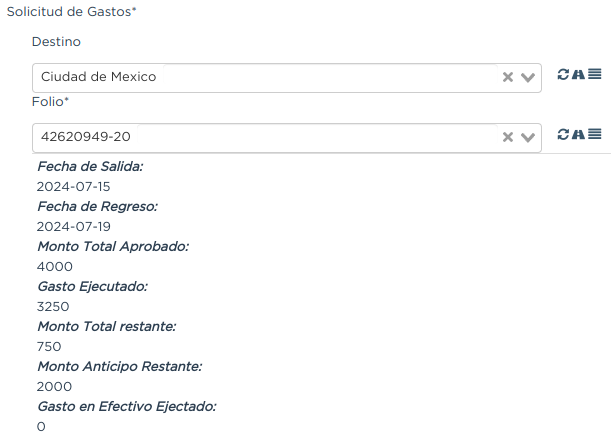 Solicitud de Gastos*
Destino
Ciudad de Mexico
Folio*
42620949-20
Fecha de Salida:
2024-07-15
Fecha de Regreso:
2024-07-19
Monto Total Aprobado:
4000
Gasto Ejecutado:
3250
Monto Total restante:
750
Monto Anticipo Restante:
2000
Gasto en Efectivo Ejectado:
0